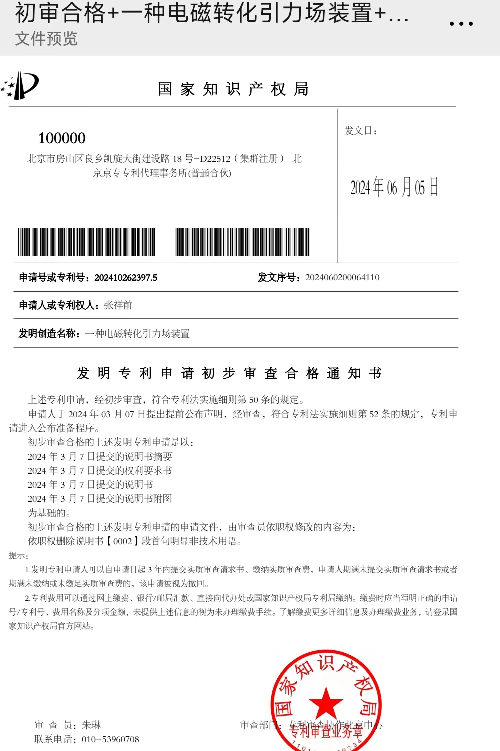 初审合格+一种电磁转化引力场装置+...
文件预览
国家知识产权局
100000
发文日：
北京市房山区良乡凯旋大街建设路 18 号-D22512（集群注册） 北
京京专专利代理事务所(普通合伙)
2024 年 06 月 05 日
申请号或专利号：202410262397.5
发文序号：2024060200064110
申请人或专利权人：张祥前
发明创造名称：一种电磁转化引力场装置
发明专利申请初步审查合格通知书
上述专利申请，经初步审查，符合专利法实施细则第 50 条的规定。
申请人于 2024 年 03 月 07 日提出提前公布声明，经审查，符合专利法实施细则第 52 条的规定，专利申
请进入公布准备程序。
初步审查合格的上述发明专利申请是以：
2024 年 3 月 7 日提交的说明书摘要
2024 年 3 月 7 日提交的权利要求书
2024 年 3 月 7 日提交的说明书
2024 年 3 月 7 日提交的说明书附图
为基础的。
初步审查合格的上述发明专利申请的申请文件，由审查员依职权修改的内容为：
依职权删除说明书【0002】段首句明显非技术用语。
提示：
1.发明专利申请人可以自申请日起 3 年内提交实质审查请求书、缴纳实质审查费，申请人期满未提交实质审查请求书或者
期满未缴纳或未缴足实质审查费的，该申请被视为撤回。
2.专利费用可以通过网上缴费、银行/邮局汇款、直接向代办处或国家知识产权局专利局缴纳。缴费时应当写明正确的申请
号/专利号，费用名称及分项金额，未提供上述信息的视为未办理缴费手续。了解缴费更多详细信息及办理缴费业务，请登录国
家知识产权局官方网站。
国家知识产权局
审 查 员：朱琳
审查部门：专利审查协作北京中心
专利审查业务章
联系电话：010-53960708